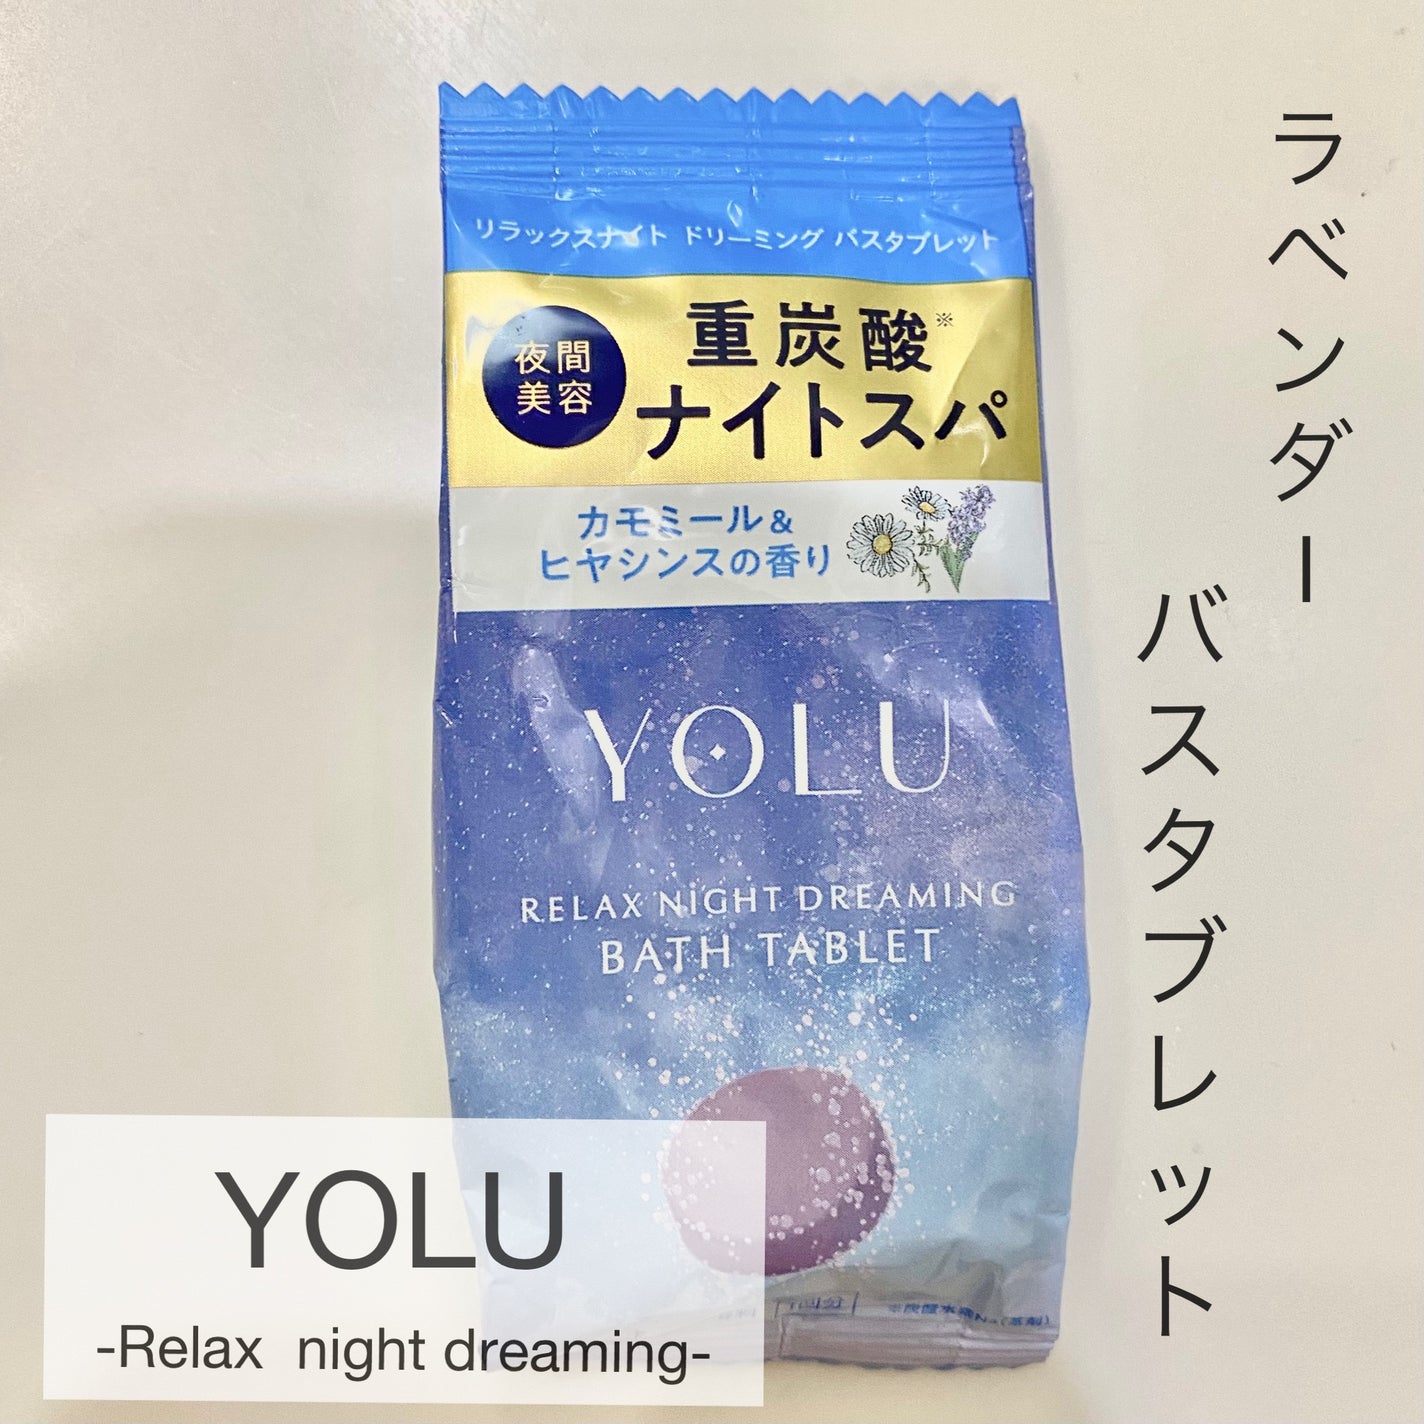 リラックスナイト ドリーミング バスタブレット
夜間
美容
重炭酸※
ナイトスパ
カモミール&
ヒヤシンスの香り
YOLU
RELAX NIGHT DREAMING
BATH TABLET
ラベンダー
バスタブレット
YOLU
-Relax night dreaming-